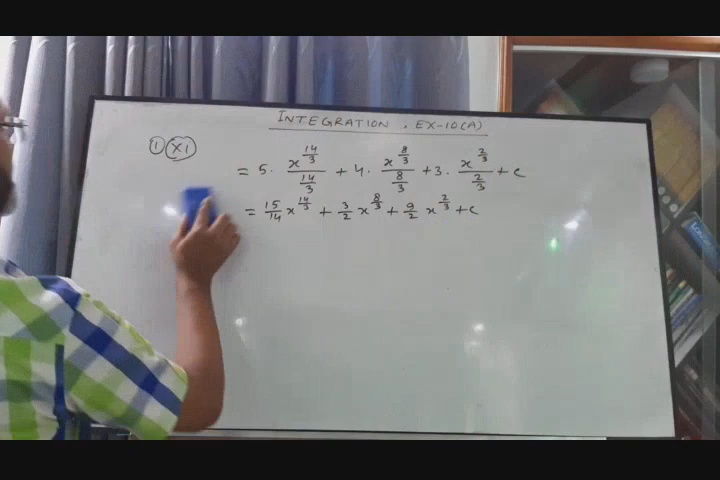 INTEGRATION . EX-10(A)
① XI
= 5 · x^(14/3) / (14/3) + 4 · x^(8/3) / (8/3) + 3 · x^(2/3) / (2/3) + c
= 15/14 x^(14/3) + 3/2 x^(8/3) + 9/2 x^(2/3) + c